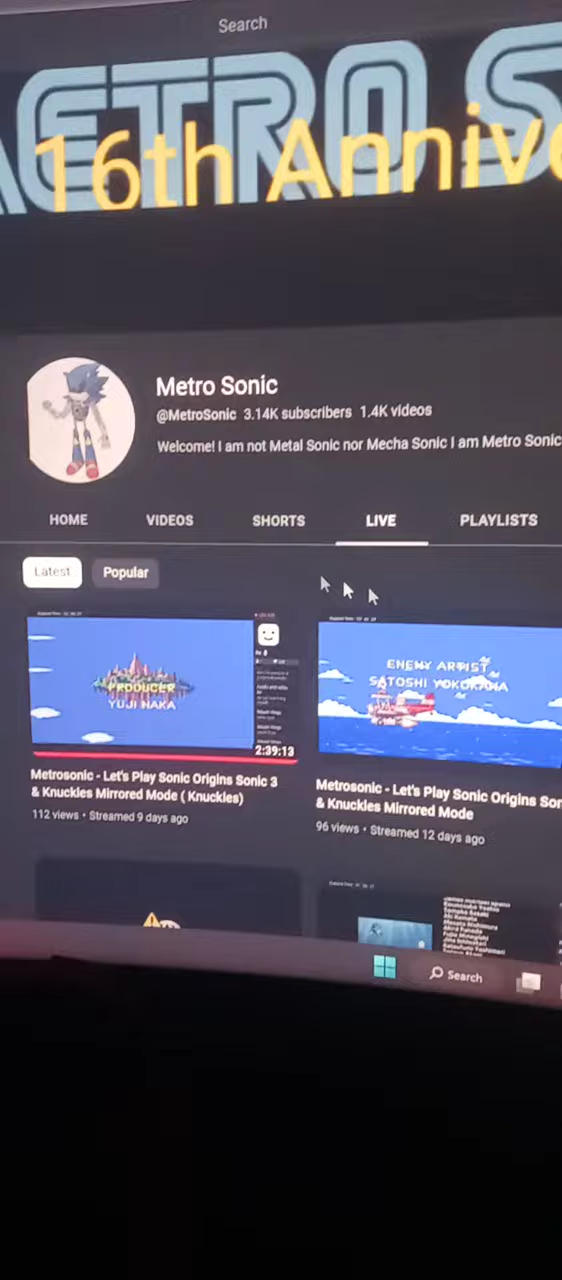 Search
METRO S
16th Annive
Metro Sonic
@MetroSonic 3.14K subscribers 1.4K videos
Welcome! I am not Metal Sonic nor Mecha Sonic I am Metro Sonic
HOME VIDEOS SHORTS LIVE PLAYLISTS
Latest Popular
PRODUCER
YUJI NAKA
2:39:13
ENEMY ARTIST
SATOSHI YOKOKAWA
Metrosonic - Let's Play Sonic Origins Sonic 3
& Knuckles Mirrored Mode ( Knuckles)
112 views • Streamed 9 days ago
Metrosonic - Let's Play Sonic Origins Son
& Knuckles Mirrored Mode
96 views • Streamed 12 days ago
Search